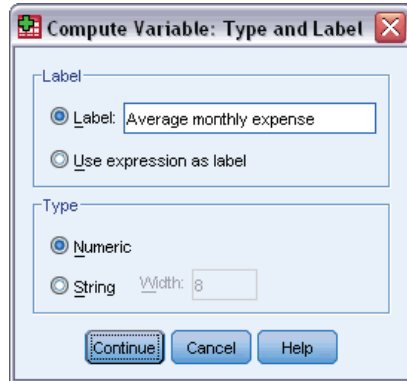 Compute Variable: Type and Label
Label
Label: Average monthly expense
Use expression as label
Type
Numeric
String Width: 8
Continue Cancel Help